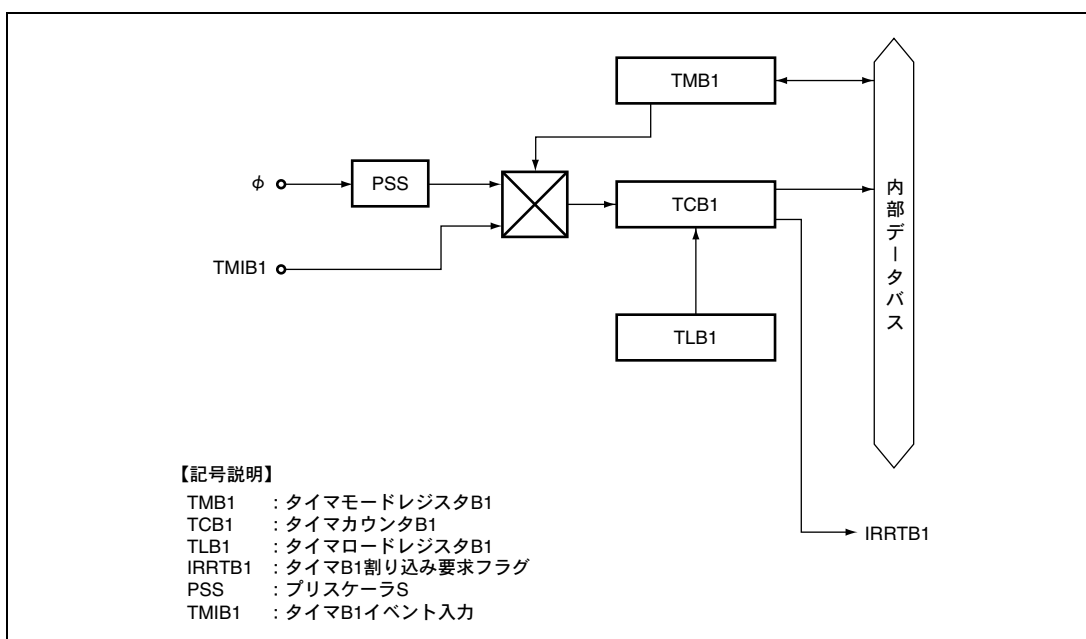 TMB1
φ
PSS
TCB1
TMIB1
TLB1
内部データバス
IRRTB1
【記号説明】
TMB1 : タイマモードレジスタB1
TCB1 : タイマカウンタB1
TLB1 : タイマロードレジスタB1
IRRTB1 : タイマB1割り込み要求フラグ
PSS : プリスケーラS
TMIB1 : タイマB1イベント入力